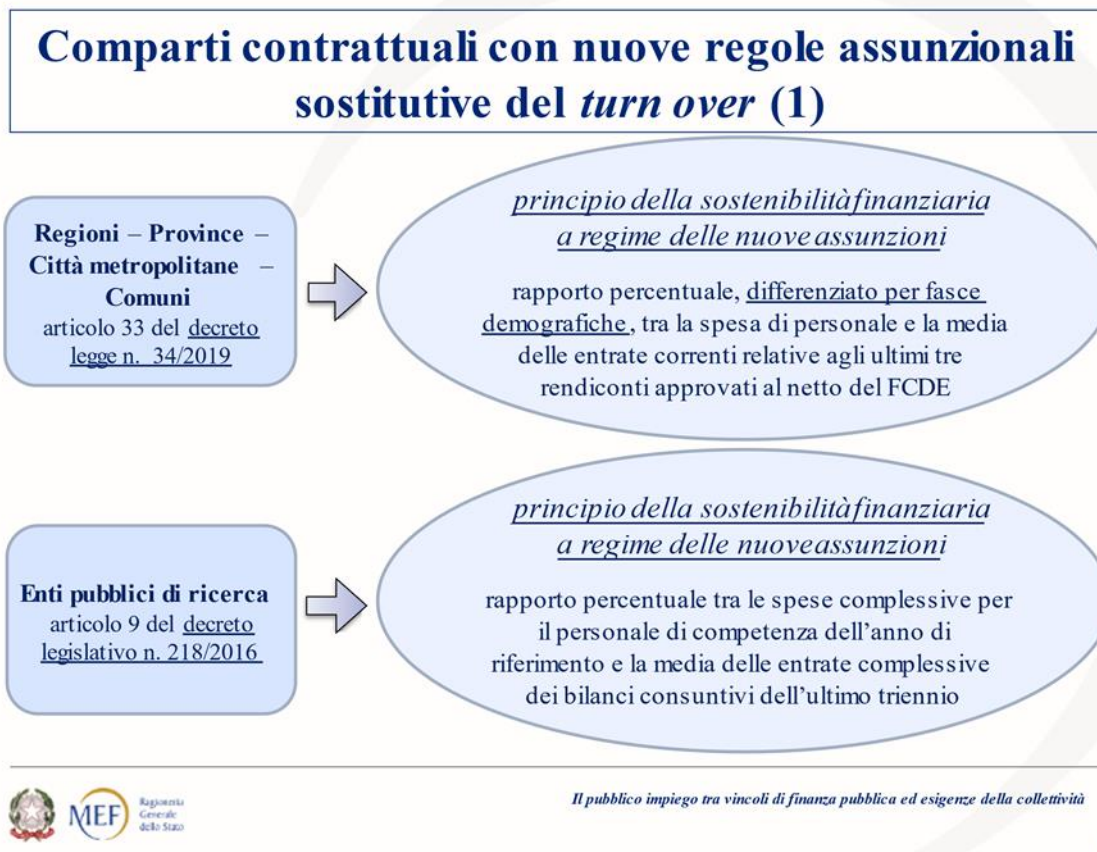 Comparti contrattuali con nuove regole assunzionali
sostitutive del turn over (1)
Regioni – Province –
Città metropolitane –
Comuni
articolo 33 del decreto
legge n. 34/2019
principio della sostenibilità finanziaria
a regime delle nuove assunzioni
rapporto percentuale, differenziato per fasce
demografiche, tra la spesa di personale e la media
delle entrate correnti relative agli ultimi tre
rendiconti approvati al netto del FCDE
Enti pubblici di ricerca
articolo 9 del decreto
legislativo n. 218/2016
principio della sostenibilità finanziaria
a regime delle nuove assunzioni
rapporto percentuale tra le spese complessive per
il personale di competenza dell’anno di
riferimento e la media delle entrate complessive
dei bilanci consuntivi dell’ultimo triennio
MEF
Ragioneria
Generale
dello Stato
Il pubblico impiego tra vincoli di finanza pubblica ed esigenze della collettività